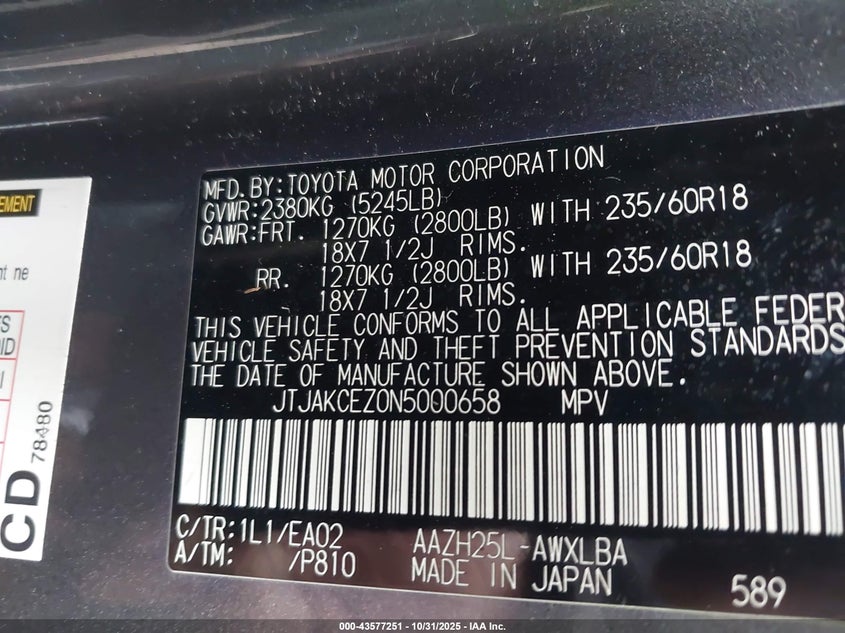 MFD.BY:TOYOTA MOTOR CORPORATION
GVWR:2380KG (5245LB)
GAWR:FRT. 1270KG (2800LB) WITH 235/60R18
18X7 1/2J RIMS.
RR. 1270KG (2800LB) WITH 235/60R18
18X7 1/2J RIMS.
THIS VEHICLE CONFORMS TO ALL APPLICABLE FEDER
VEHICLE SAFETY AND THEFT PREVENTION STANDARDS
THE DATE OF MANUFACTURE SHOWN ABOVE.
JTJAKCEZ0N5000658 MPV
C/TR:1L1/EA02 AAZH25L-AWXLBA
A/TM: /P810 MADE IN JAPAN 589
EMENT
nt ne
CD
78480
000-43577251 - 10/31/2025 - IAA Inc.